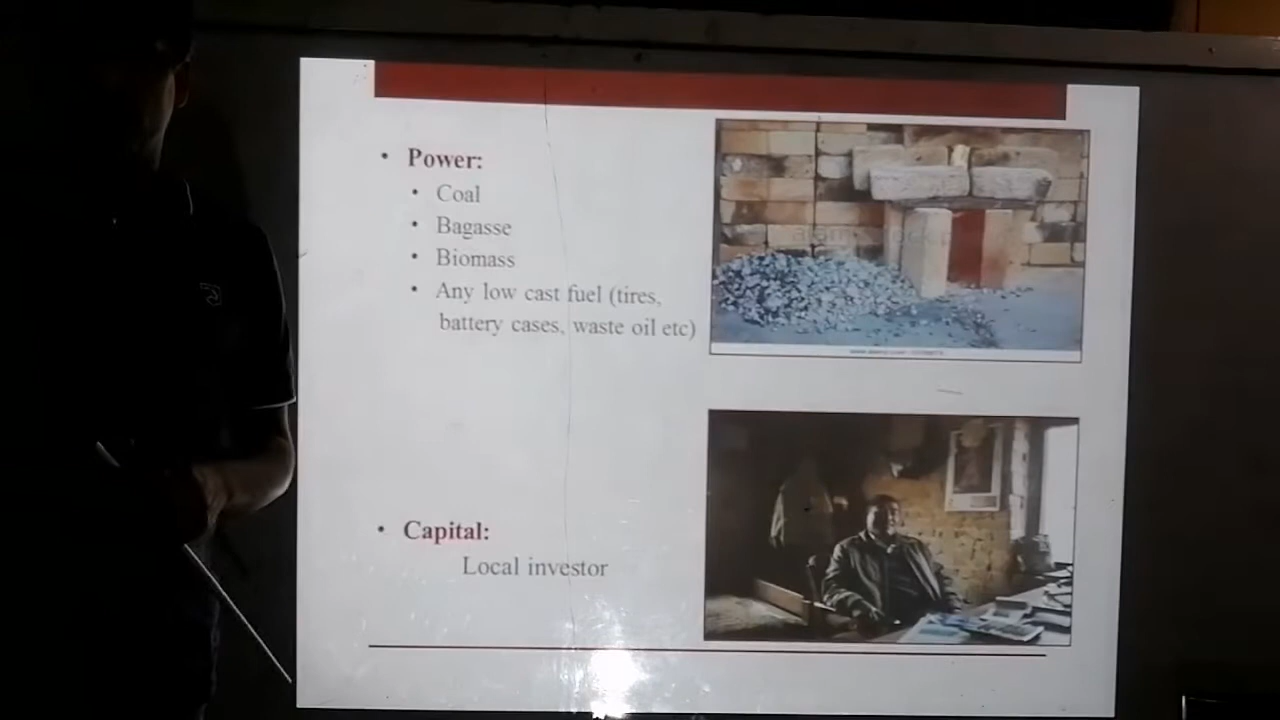 • Power:
• Coal
• Bagasse
• Biomass
• Any low cast fuel (tires,
battery cases, waste oil etc)
• Capital:
Local investor